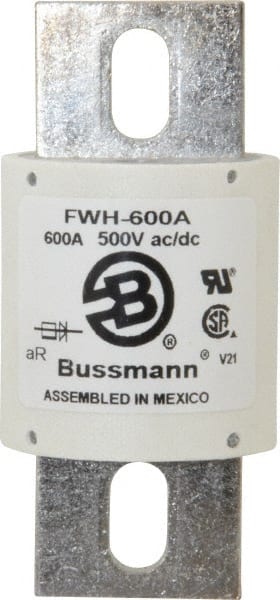 FWH-600A
600A 500V ac/dc
B ®
aR
Bussmann ® V21
ASSEMBLED IN MEXICO